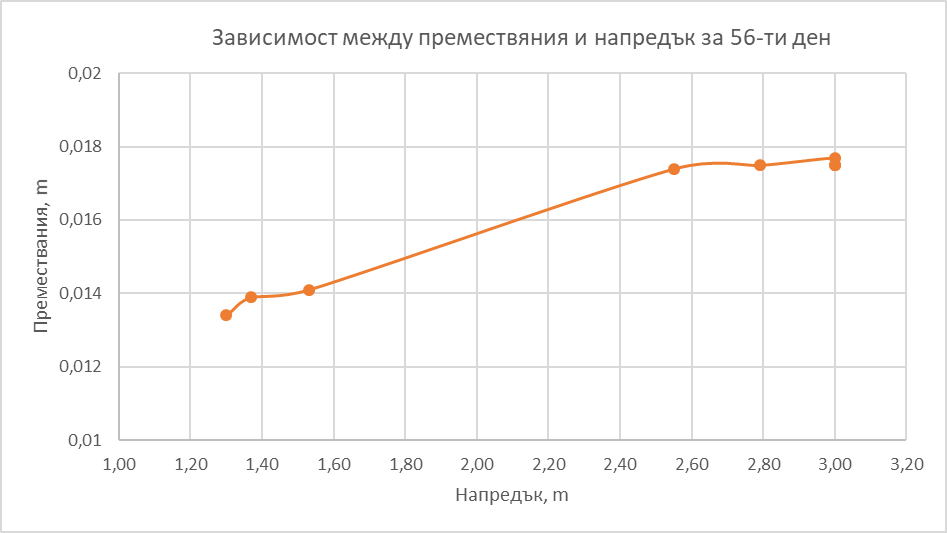 Зависимост между премествяния и напредък за 56-ти ден
0,02
0,018
0,016
0,014
0,012
0,01
Премествания, m
1,00 1,20 1,40 1,60 1,80 2,00 2,20 2,40 2,60 2,80 3,00 3,20
Напредък, m